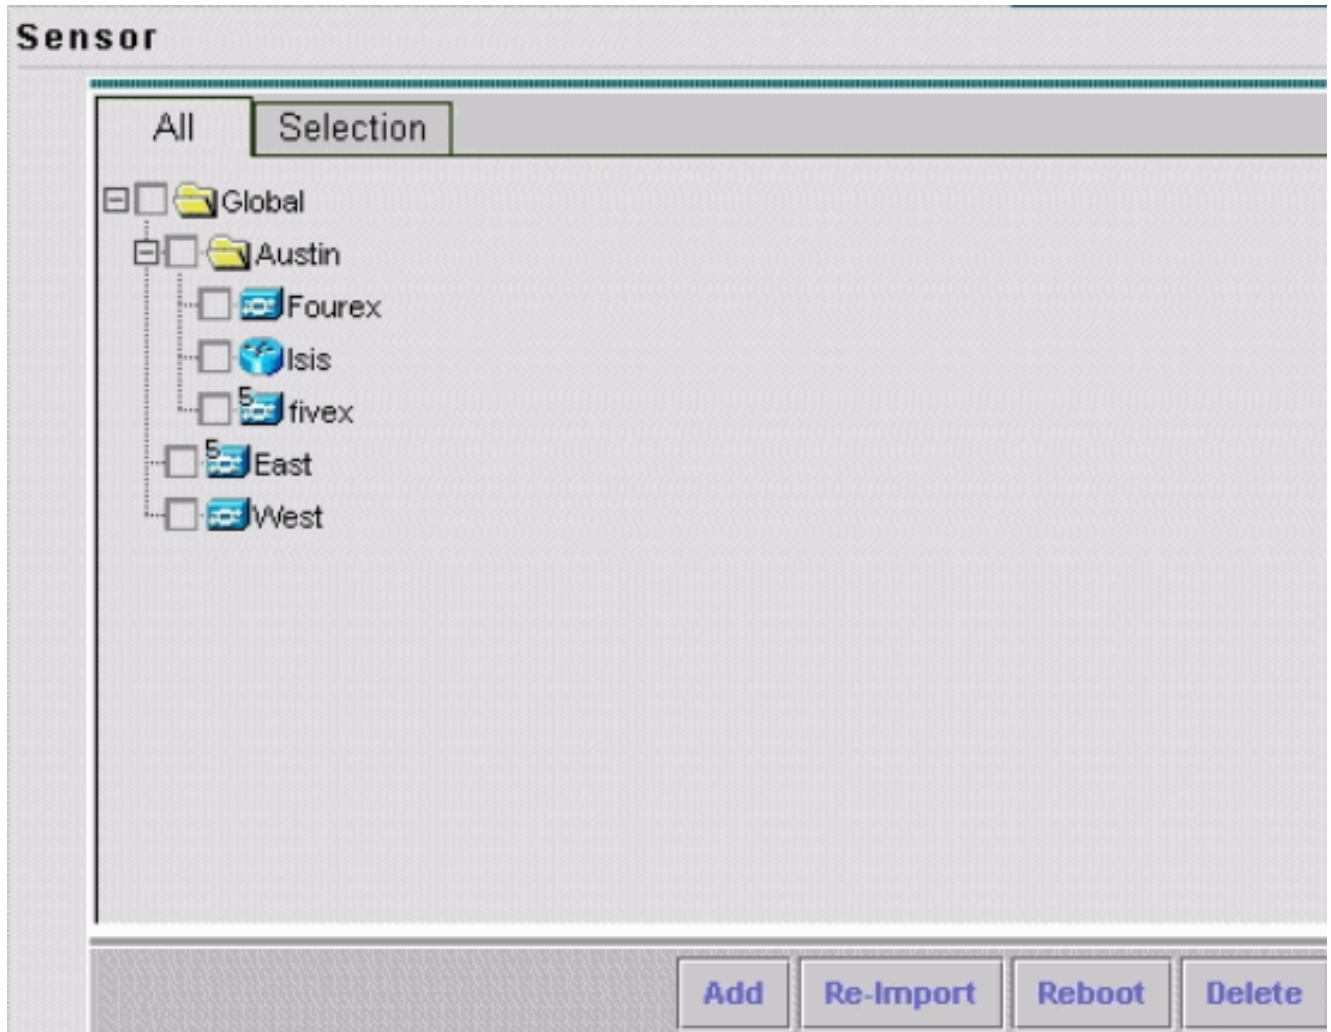 Sensor
All Selection
Global
Austin
Fourex
Isis
5 fivex
5 East
West
Add Re-Import Reboot Delete